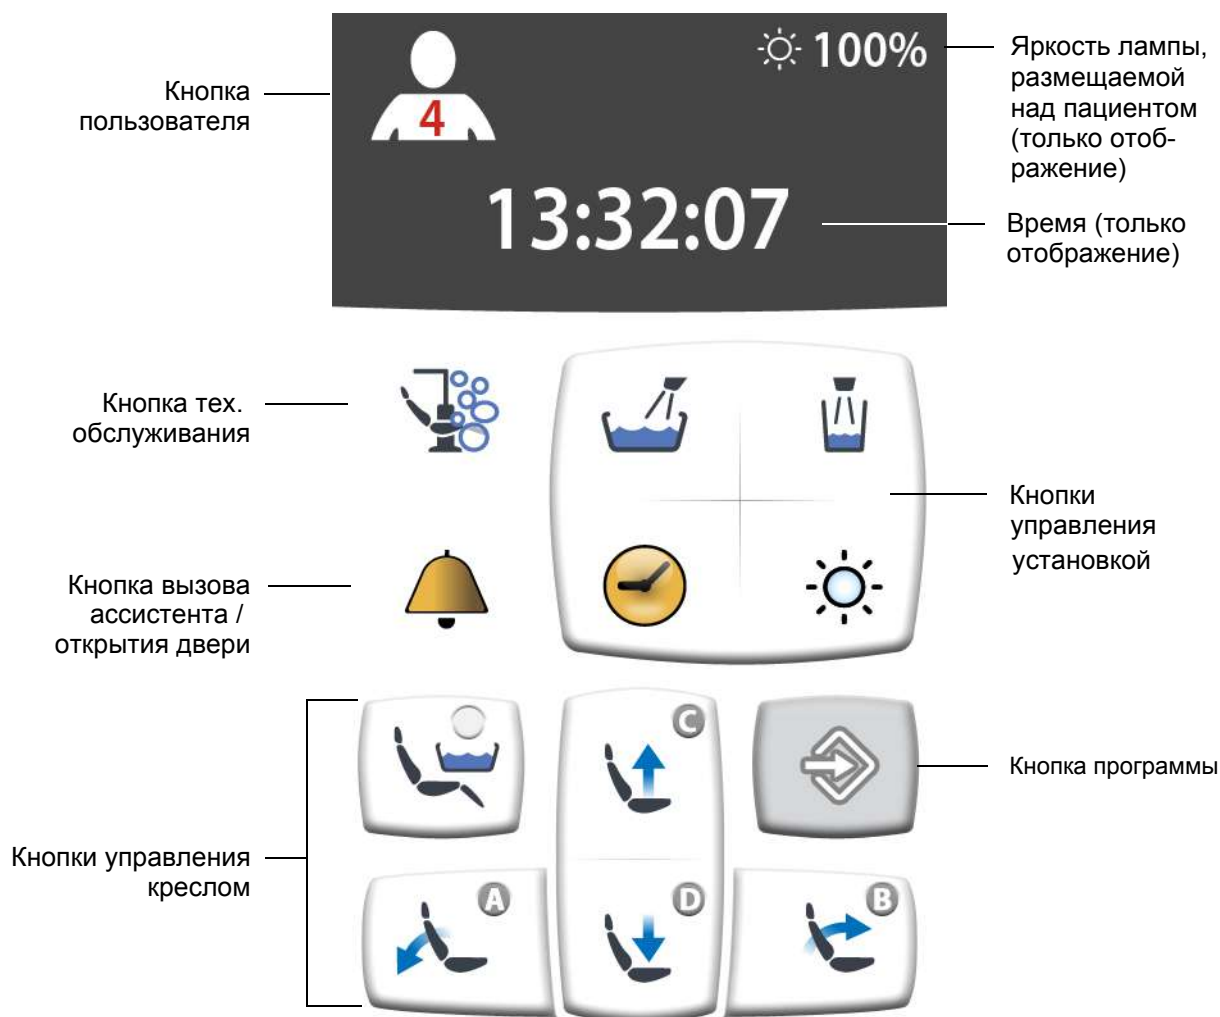 Кнопка
пользователя
4
100%
Яркость лампы,
размещаемой
над пациентом
(только отоб-
ражение)
13:32:07
Время (только
отображение)
Кнопка тех.
обслуживания
Кнопки
управления
установкой
Кнопка вызова
ассистента /
открытия двери
C
Кнопка программы
Кнопки управления
креслом
A
D
B